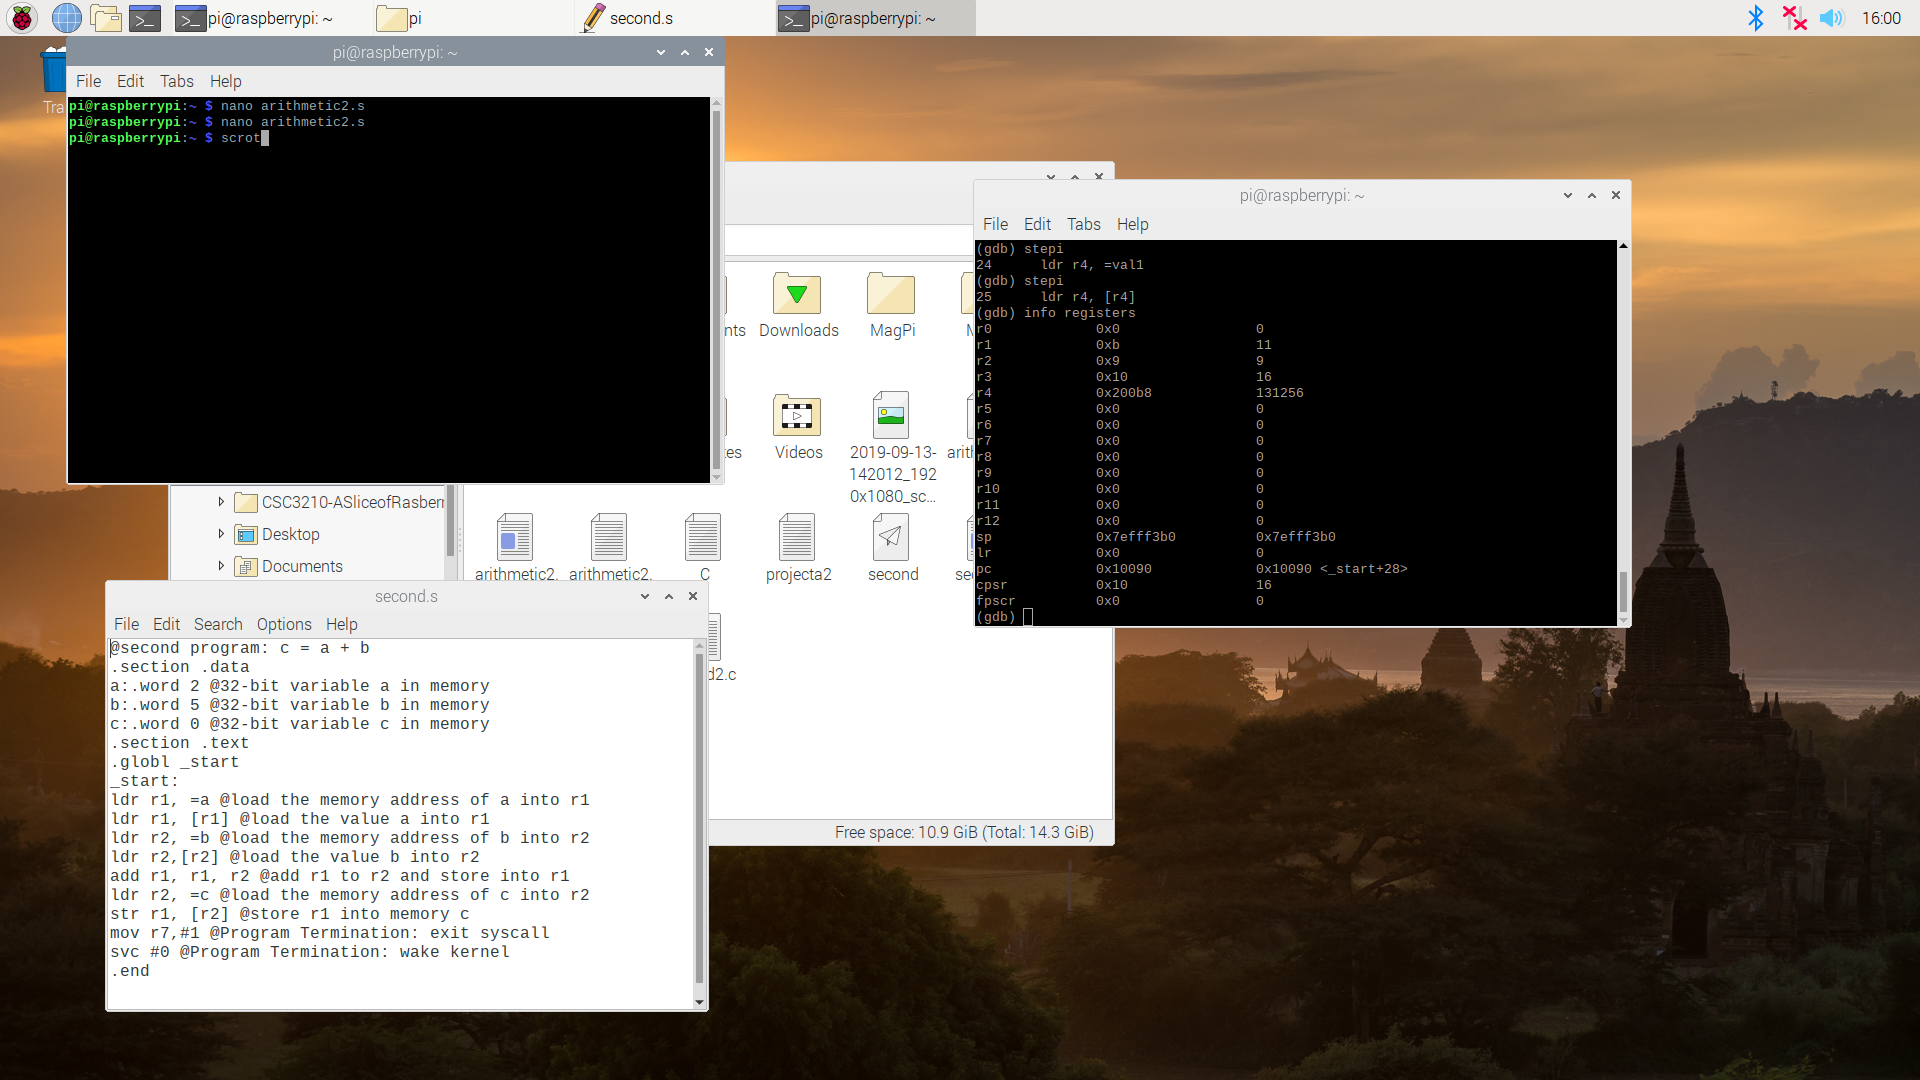 pi@raspberrypi: ~
pi
second.s
pi@raspberrypi: ~
16:00
Tra
pi@raspberrypi: ~
File Edit Tabs Help
pi@raspberrypi:~ $ nano arithmetic2.s
pi@raspberrypi:~ $ nano arithmetic2.s
pi@raspberrypi:~ $ scrot
nts
Downloads
MagPi
M
es
Videos
2019-09-13-
142012_192
0x1080_sc...
arith
CSC3210-ASliceofRasberr
Desktop
Documents
arithmetic2.
arithmetic2.
C
projecta2
second
sec
d2.c
Free space: 10.9 GiB (Total: 14.3 GiB)
pi@raspberrypi: ~
File Edit Tabs Help
(gdb) stepi
24 ldr r4, =val1
(gdb) stepi
25 ldr r4, [r4]
(gdb) info registers
r0 0x0 0
r1 0xb 11
r2 0x9 9
r3 0x10 16
r4 0x200b8 131256
r5 0x0 0
r6 0x0 0
r7 0x0 0
r8 0x0 0
r9 0x0 0
r10 0x0 0
r11 0x0 0
r12 0x0 0
sp 0x7efff3b0 0x7efff3b0
lr 0x0 0
pc 0x10090 0x10090 <_start+28>
cpsr 0x10 16
fpscr 0x0 0
(gdb)
second.s
File Edit Search Options Help
@second program: c = a + b
.section .data
a:.word 2 @32-bit variable a in memory
b:.word 5 @32-bit variable b in memory
c:.word 0 @32-bit variable c in memory
.section .text
.globl _start
_start:
ldr r1, =a @load the memory address of a into r1
ldr r1, [r1] @load the value a into r1
ldr r2, =b @load the memory address of b into r2
ldr r2,[r2] @load the value b into r2
add r1, r1, r2 @add r1 to r2 and store into r1
ldr r2, =c @load the memory address of c into r2
str r1, [r2] @store r1 into memory c
mov r7,#1 @Program Termination: exit syscall
svc #0 @Program Termination: wake kernel
.end